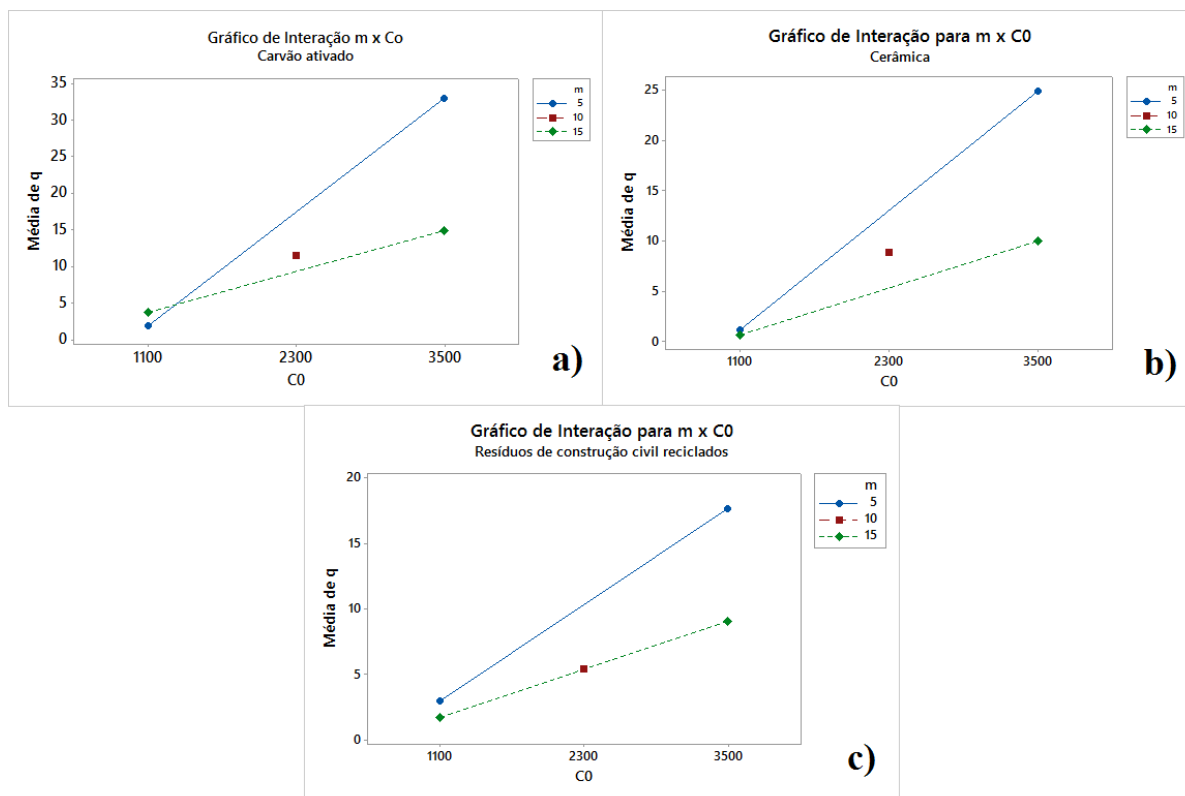 Gráfico de Interação m x Co
Carvão ativado
35
30
25
20
15
10
5
0
Média de q
1100
2300
3500
C0
m
5
10
15
a)
Gráfico de Interação para m x C0
Cerâmica
25
20
15
10
5
0
Média de q
1100
2300
3500
C0
m
5
10
15
b)
Gráfico de Interação para m x C0
Resíduos de construção civil reciclados
20
15
10
5
0
Média de q
1100
2300
3500
C0
m
5
10
15
c)